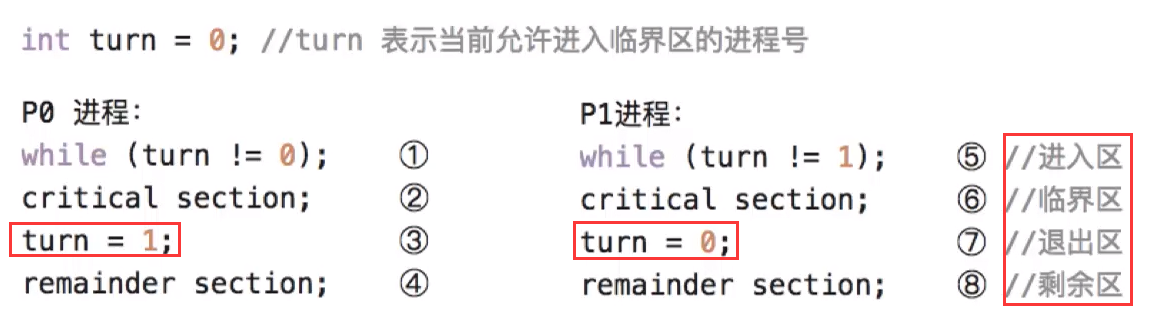 int turn = 0; //turn 表示当前允许进入临界区的进程号
P0 进程:
while (turn != 0); ①
critical section; ②
turn = 1; ③
remainder section; ④
P1进程:
while (turn != 1); ⑤ //进入区
critical section; ⑥ //临界区
turn = 0; ⑦ //退出区
remainder section; ⑧ //剩余区